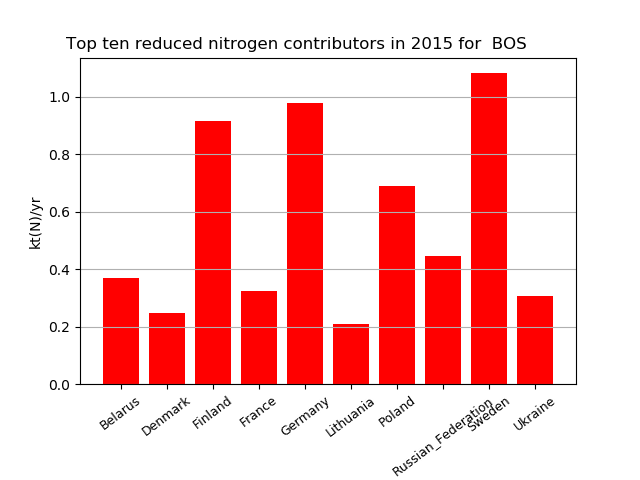 Top ten reduced nitrogen contributors in 2015 for  BOS
kt(N)/yr
1.0
0.8
0.6
0.4
0.2
0.0
Belarus
Denmark
Finland
France
Germany
Lithuania
Poland
Russian_Federation
Sweden
Ukraine